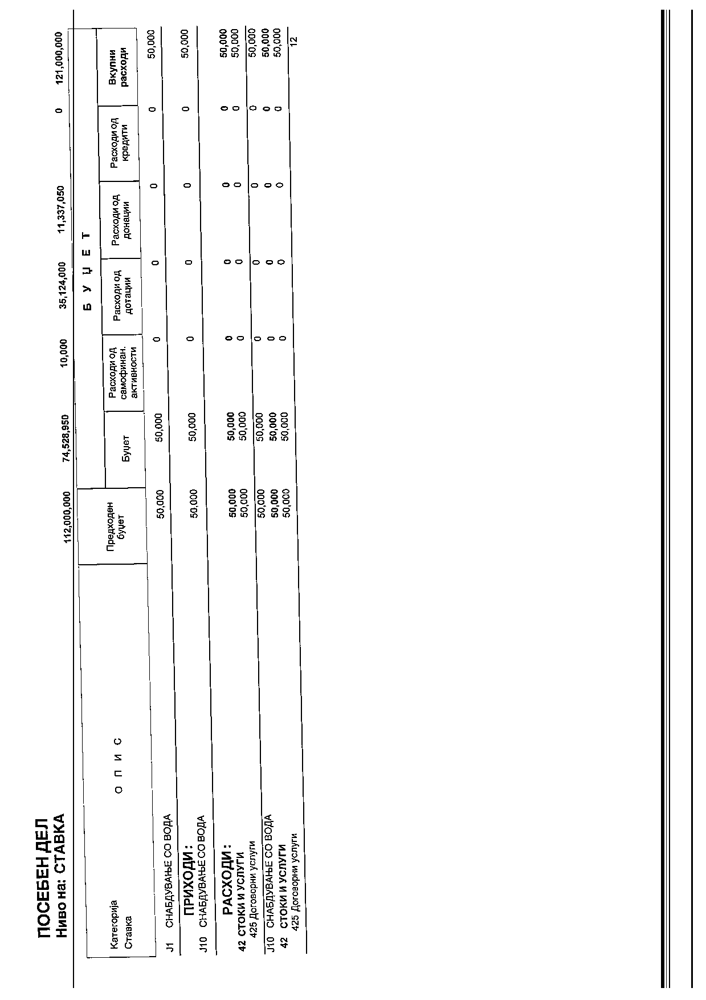 ПОСЕБЕН ДЕЛ
Ниво на: СТАВКА
112,000,000 74,528,950 10,000 35,124,000 11,337,050 0 121,000,000
Б У Џ Е Т
Категорија
Ставка
О П И С
Предходен
буџет
Буџет
Расходи од
самофинан.
активности
Расходи од
дотации
Расходи од
донации
Расходи од
кредити
Вкупни
расходи
Ј1 СНАБДУВАЊЕ СО ВОДА 50,000 50,000 0 0 0 0 50,000
ПРИХОДИ :
Ј10 СНАБДУВАЊЕ СО ВОДА 50,000 50,000 0 0 0 0 50,000
РАСХОДИ :
42 СТОКИ И УСЛУГИ 50,000 50,000 0 0 0 0 50,000
425 Договорни услуги 50,000 50,000 0 0 0 0 50,000
Ј10 СНАБДУВАЊЕ СО ВОДА 50,000 50,000 0 0 0 0 50,000
42 СТОКИ И УСЛУГИ 50,000 50,000 0 0 0 0 50,000
425 Договорни услуги 50,000 50,000 0 0 0 0 50,000
12